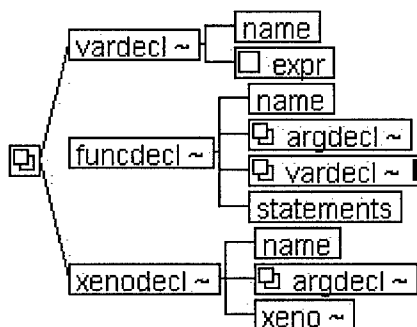 name
vardecl ~
expr
name
argdecl ~
funcdecl ~
vardecl ~
statements
name
xenodecl ~
argdecl ~
xeno ~